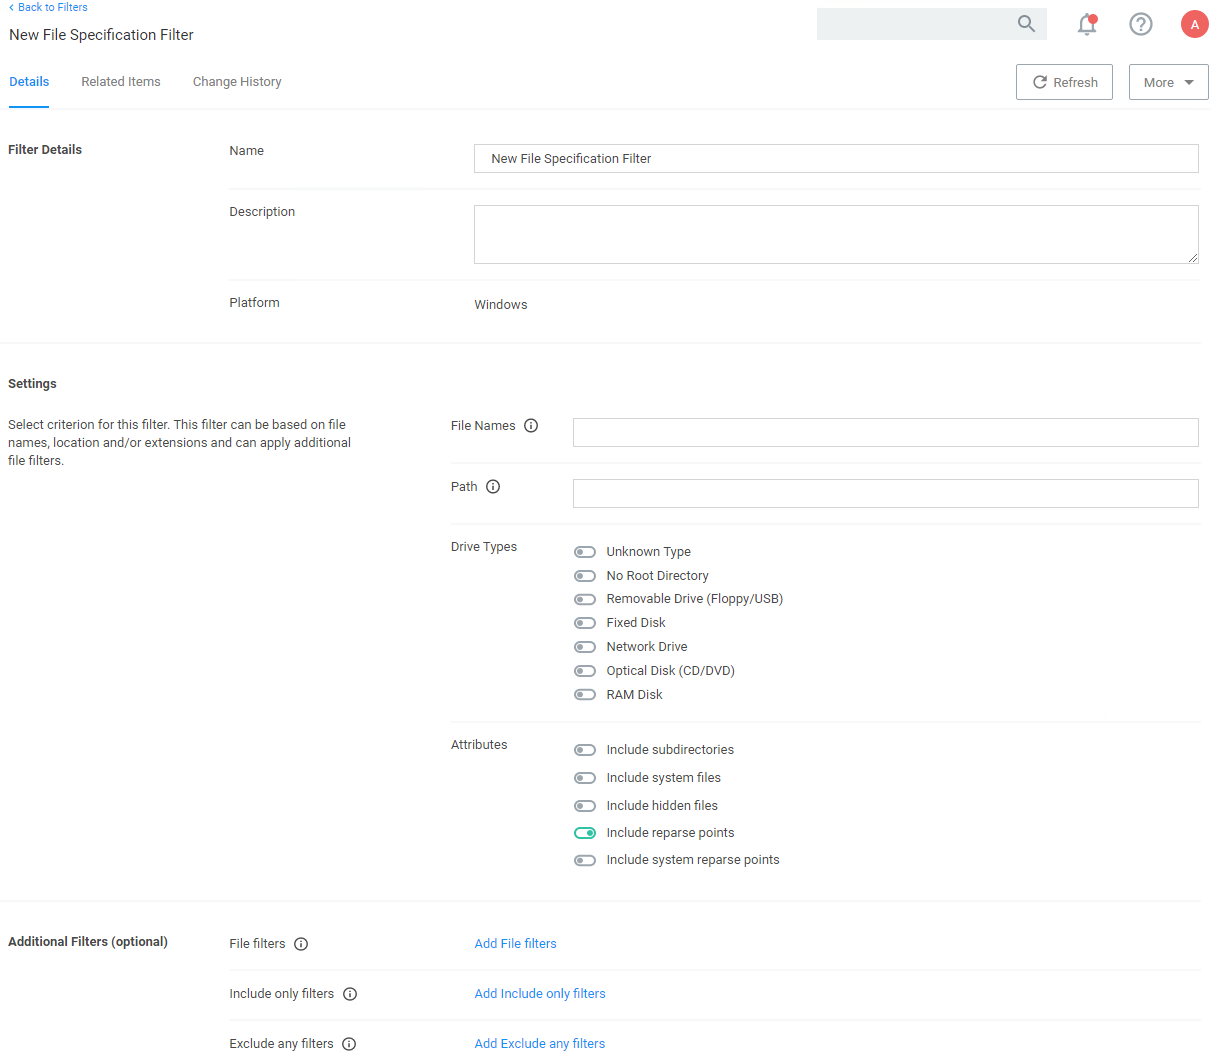 Back to Filters
New File Specification Filter
A
Details
Related Items
Change History
Refresh
More
Filter Details
Name
New File Specification Filter
Description
Platform
Windows
Settings
Select criterion for this filter. This filter can be based on file
names, location and/or extensions and can apply additional
file filters.
File Names
Path
Drive Types
Unknown Type
No Root Directory
Removable Drive (Floppy/USB)
Fixed Disk
Network Drive
Optical Disk (CD/DVD)
RAM Disk
Attributes
Include subdirectories
Include system files
Include hidden files
Include reparse points
Include system reparse points
Additional Filters (optional)
File filters
Add File filters
Include only filters
Add Include only filters
Exclude any filters
Add Exclude any filters